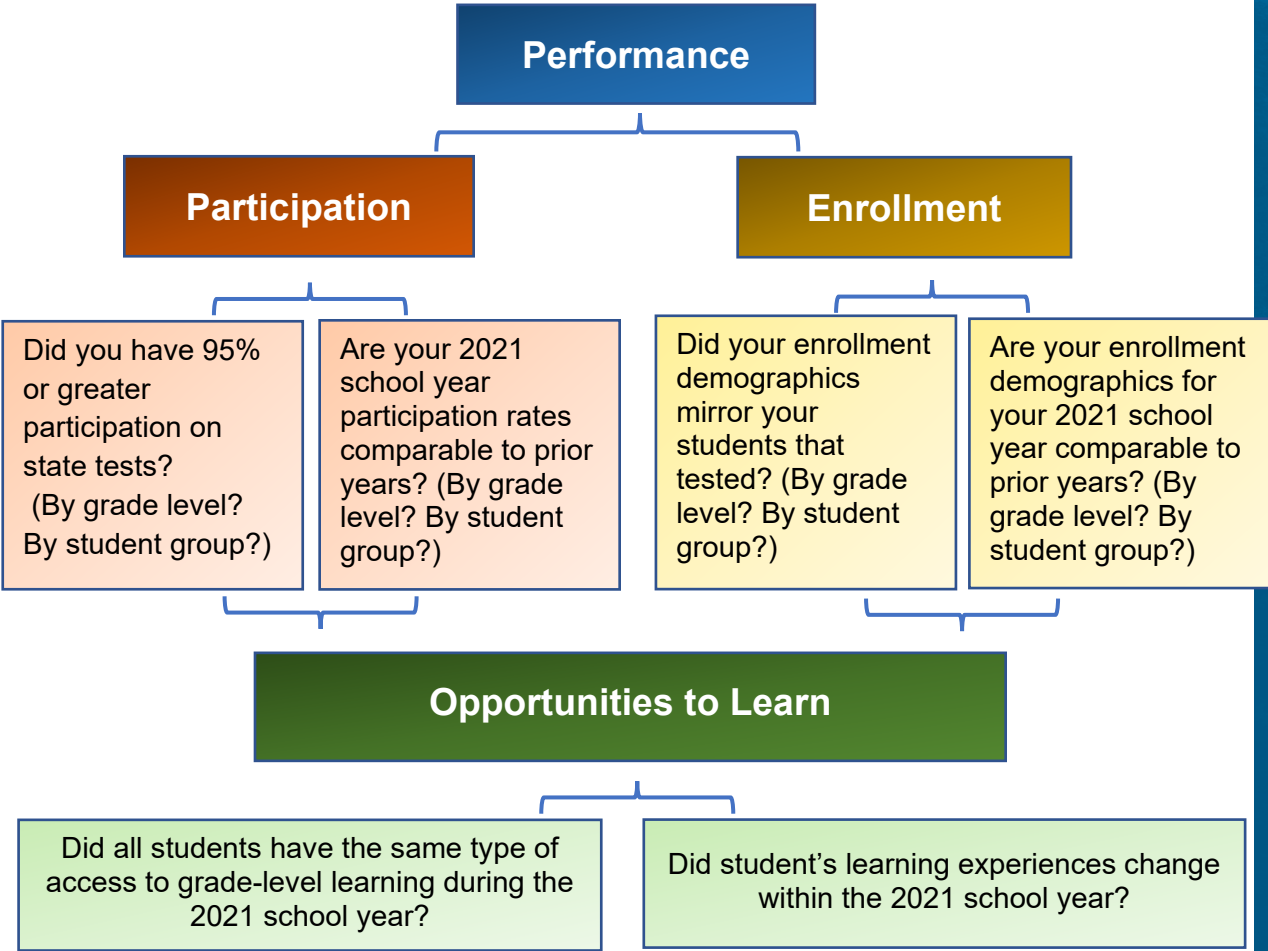 Performance
Participation
Enrollment
Did you have 95%
or greater
participation on
state tests?
(By grade level?
By student group?)
Are your 2021
school year
participation rates
comparable to prior
years? (By grade
level? By student
group?)
Did your enrollment
demographics
mirror your
students that
tested? (By grade
level? By student
group?)
Are your enrollment
demographics for
your 2021 school
year comparable to
prior years? (By
grade level? By
student group?)
Opportunities to Learn
Did all students have the same type of
access to grade-level learning during the
2021 school year?
Did student’s learning experiences change
within the 2021 school year?